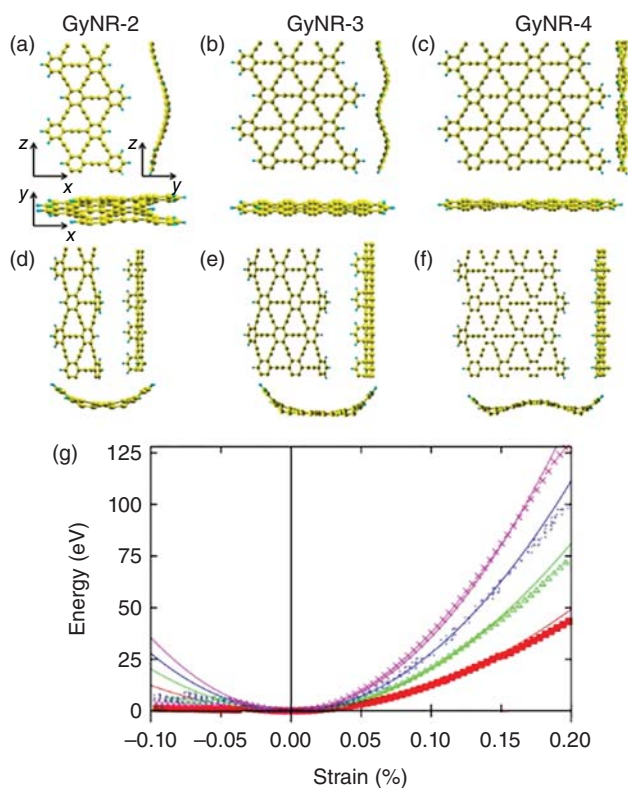 GyNR-2 GyNR-3 GyNR-4
(a) (b) (c)
z z
x y
y
x
(d) (e) (f)
(g)
125
100
75
50
25
0
Energy (eV)
−0.10 −0.05 0.00 0.05 0.10 0.15 0.20
Strain (%)